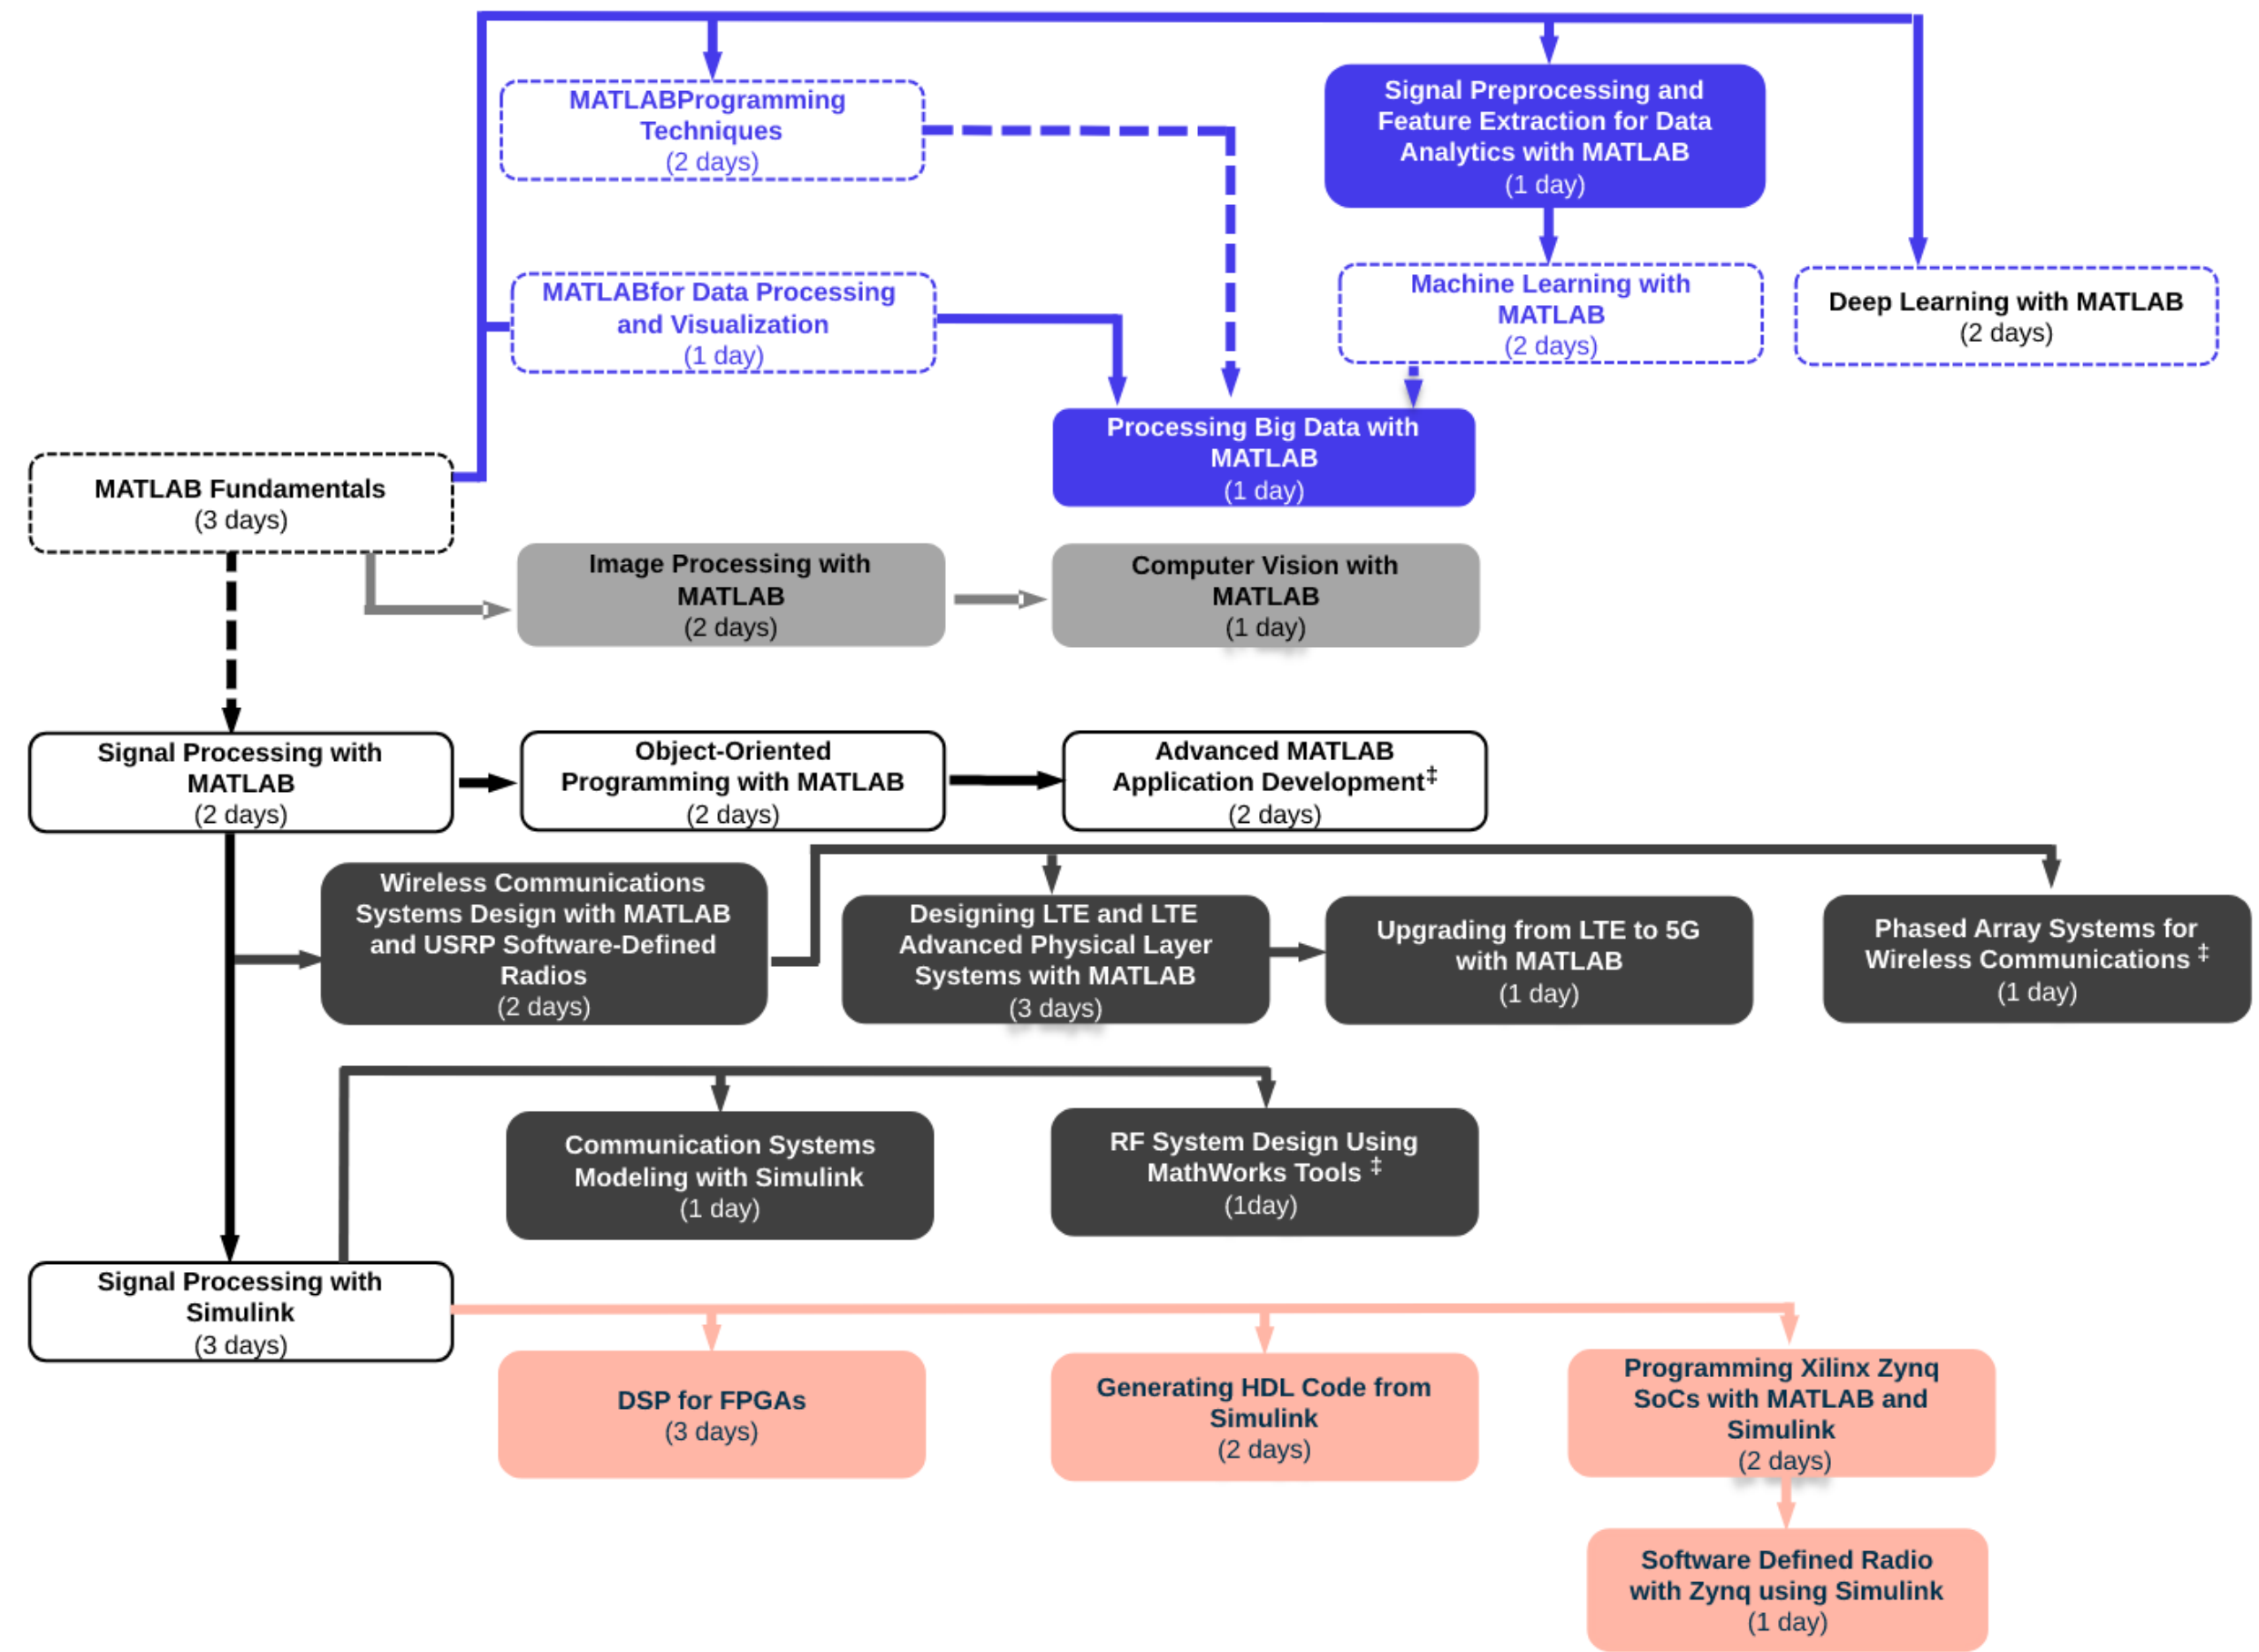 MATLABProgramming
Techniques
(2 days)
Signal Preprocessing and
Feature Extraction for Data
Analytics with MATLAB
(1 day)
MATLABfor Data Processing
and Visualization
(1 day)
Machine Learning with
MATLAB
(2 days)
Deep Learning with MATLAB
(2 days)
Processing Big Data with
MATLAB
(1 day)
MATLAB Fundamentals
(3 days)
Image Processing with
MATLAB
(2 days)
Computer Vision with
MATLAB
(1 day)
Signal Processing with
MATLAB
(2 days)
Object-Oriented
Programming with MATLAB
(2 days)
Advanced MATLAB
Application Development‡
(2 days)
Wireless Communications
Systems Design with MATLAB
and USRP Software-Defined
Radios
(2 days)
Designing LTE and LTE
Advanced Physical Layer
Systems with MATLAB
(3 days)
Upgrading from LTE to 5G
with MATLAB
(1 day)
Phased Array Systems for
Wireless Communications ‡
(1 day)
Communication Systems
Modeling with Simulink
(1 day)
RF System Design Using
MathWorks Tools ‡
(1day)
Signal Processing with
Simulink
(3 days)
DSP for FPGAs
(3 days)
Generating HDL Code from
Simulink
(2 days)
Programming Xilinx Zynq
SoCs with MATLAB and
Simulink
(2 days)
Software Defined Radio
with Zynq using Simulink
(1 day)